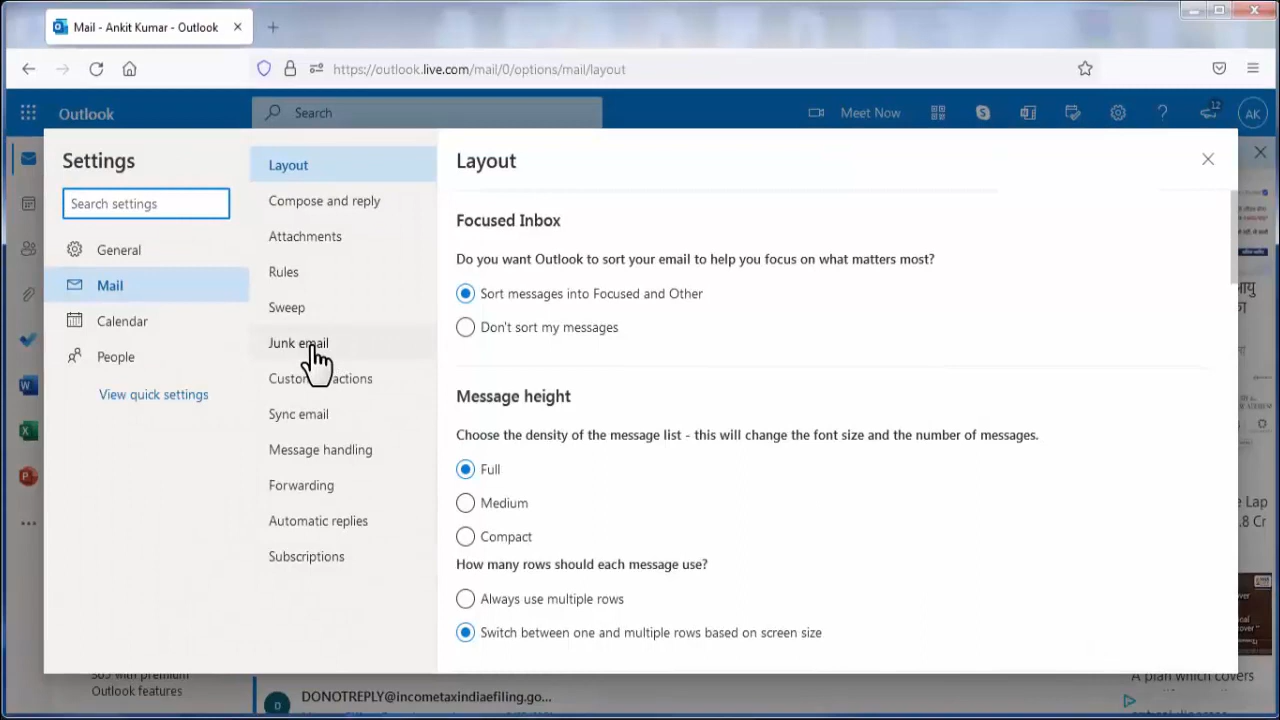 Mail - Ankit Kumar - Outlook
https://outlook.live.com/mail/0/options/mail/layout
Outlook
Search
Meet Now
12
AK
Settings
Search settings
General
Mail
Calendar
People
View quick settings
Layout
Compose and reply
Attachments
Rules
Sweep
Junk email
Sync email
Message handling
Forwarding
Automatic replies
Subscriptions
Layout
Focused Inbox
Do you want Outlook to sort your email to help you focus on what matters most?
Sort messages into Focused and Other
Don't sort my messages
Message height
Choose the density of the message list - this will change the font size and the number of messages.
Full
Medium
Compact
How many rows should each message use?
Always use multiple rows
Switch between one and multiple rows based on screen size
with premium
Outlook features
D
DONOTREPLY@incometaxindiaefiling.go...
Lap
A plan which covers